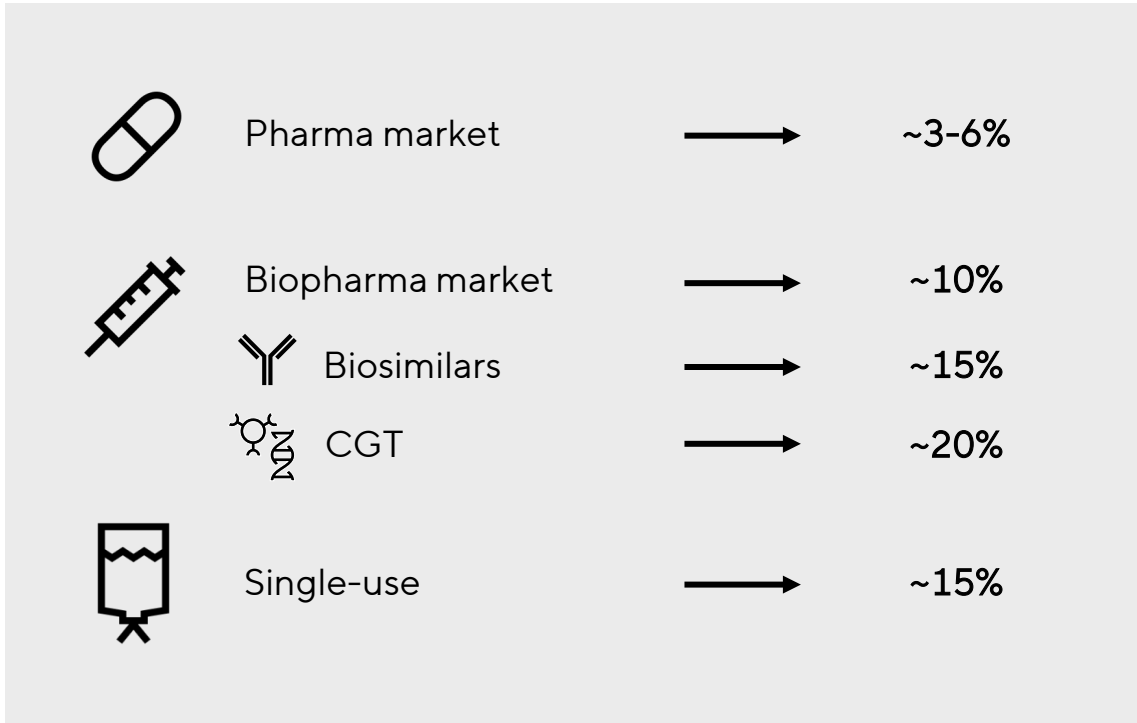 Pharma market ~3-6%
Biopharma market ~10%
Biosimilars ~15%
CGT ~20%
Single-use ~15%